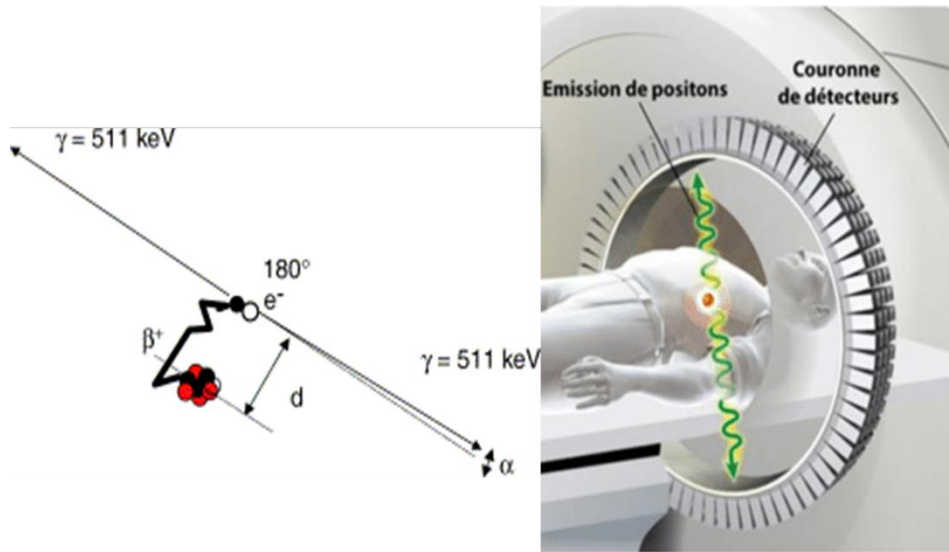 γ = 511 keV
180°
e-
β+
d
γ = 511 keV
α
Emission de positons
Couronne
de détecteurs